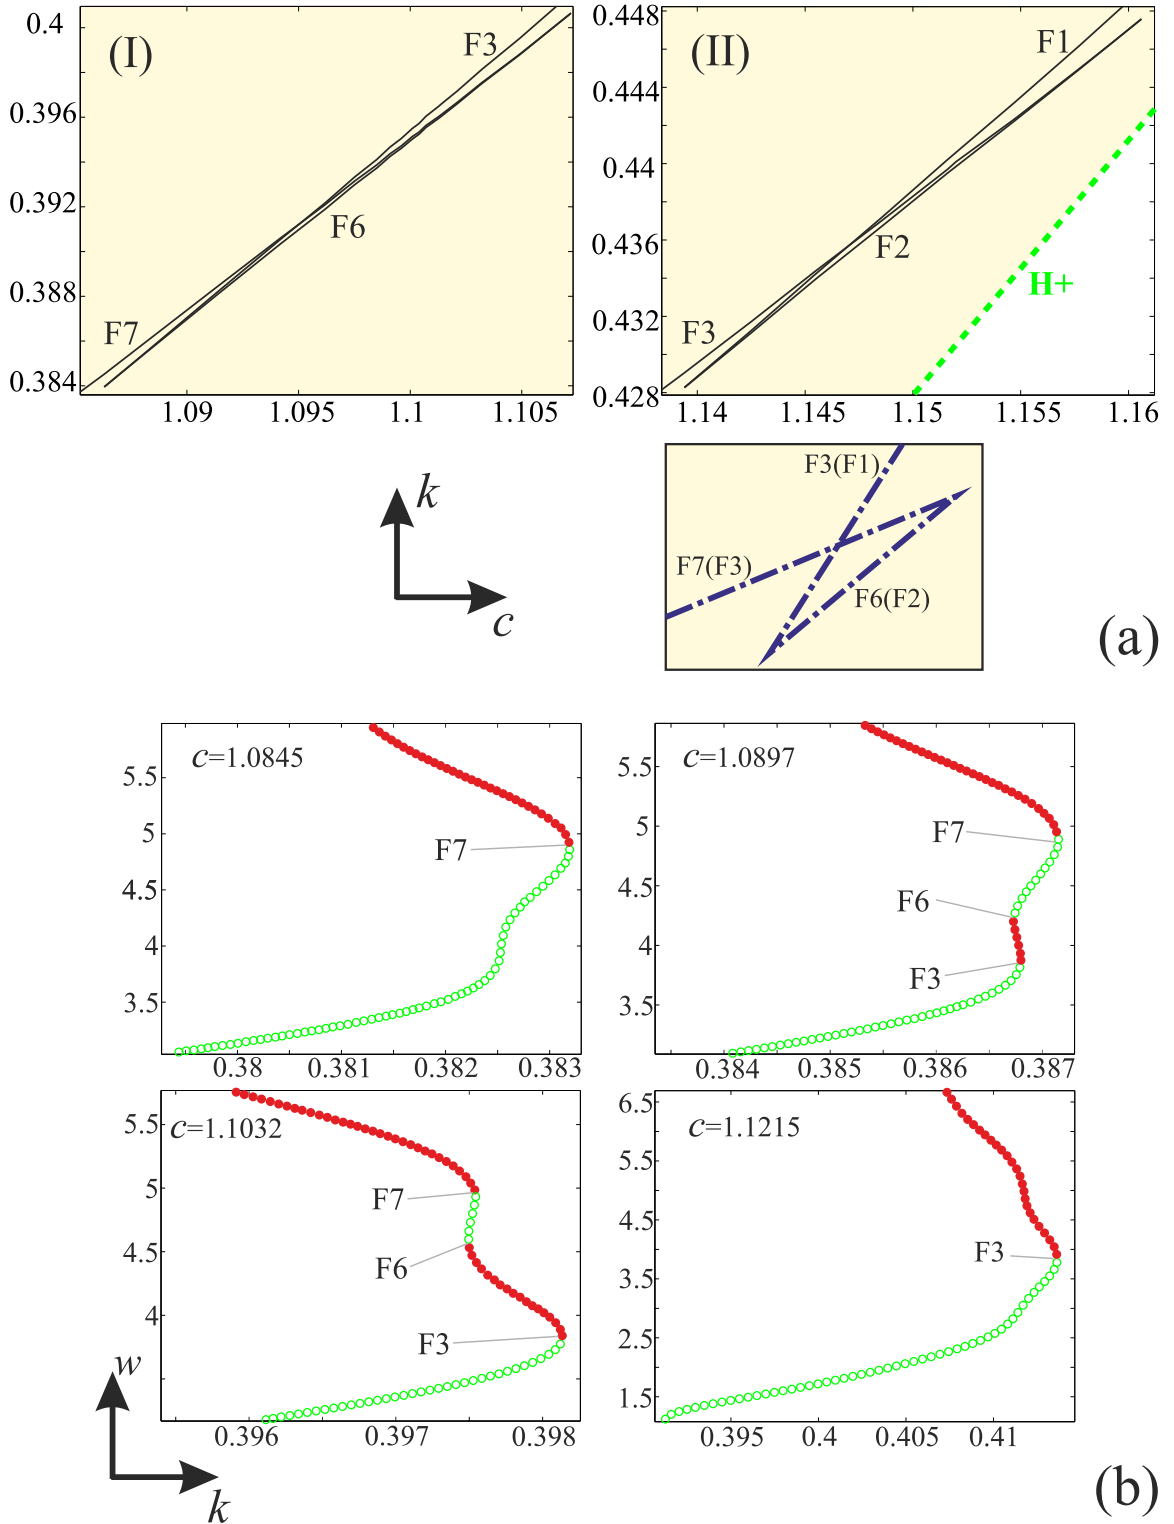 (I)
F3
F6
F7
0.4
0.396
0.392
0.388
0.384
1.09 1.095 1.1 1.105
(II)
F1
F2
F3
H+
0.448
0.444
0.44
0.436
0.432
0.428
1.14 1.145 1.15 1.155 1.16
k
c
F3(F1)
F7(F3)
F6(F2)
(a)
c=1.0845
F7
5.5
5
4.5
4
3.5
0.38 0.381 0.382 0.383
c=1.0897
F7
F6
F3
5.5
5
4.5
4
3.5
0.384 0.385 0.386 0.387
c=1.1032
F7
F6
F3
5.5
5
4.5
4
0.396 0.397 0.398
c=1.1215
F3
6.5
5.5
4.5
3.5
2.5
1.5
0.395 0.4 0.405 0.41
w
k
(b)